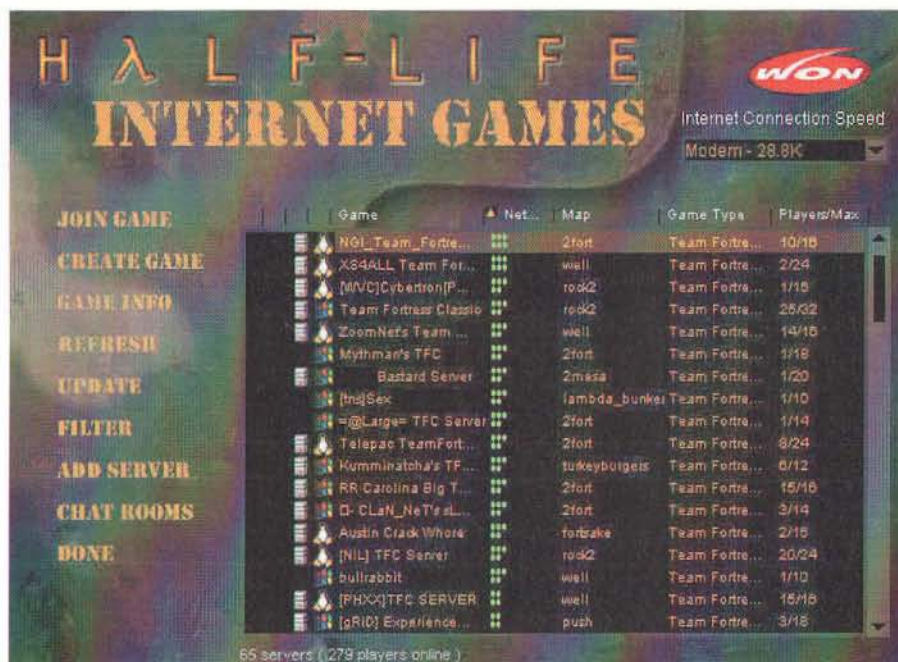 HλLF-LIFE
INTERNET GAMES
WON
Internet Connection Speed
Modem - 28.8K
JOIN GAME
CREATE GAME
GAME INFO
REFRESH
UPDATE
FILTER
ADD SERVER
CHAT ROOMS
DONE
Game Net... Map Game Type Players/Max
NGI_Team_Fortre... 2fort Team Fortre... 10/16
XS4ALL Team For... well Team Fortre... 2/24
[WVC]Cybertron[P... rock2 Team Fortre... 1/16
Team Fortress Classic rock2 Team Fortre... 25/32
ZoomNet's Team ... well Team Fortre... 14/16
Mythman's TFC 2fort Team Fortre... 1/18
Bastard Server 2mesa Team Fortre... 1/20
[tns]Sex lambda_bunker Team Fortre... 1/10
=@Large= TFC Server 2fort Team Fortre... 1/14
Telepac TeamFort... 2fort Team Fortre... 8/24
Kumminatcha's TF... turkeyburgers Team Fortre... 6/12
RR Carolina Big T... 2fort Team Fortre... 15/16
CLaN_NeT's sL... 2fort Team Fortre... 3/14
Austin Crack Whore fortsake Team Fortre... 2/16
[NIL] TFC Server rock2 Team Fortre... 20/24
bullrabbit well Team Fortre... 1/10
[PHXX]TFC SERVER well Team Fortre... 15/16
[gRiD] Experience... push Team Fortre... 3/18
65 servers ( 279 players online )